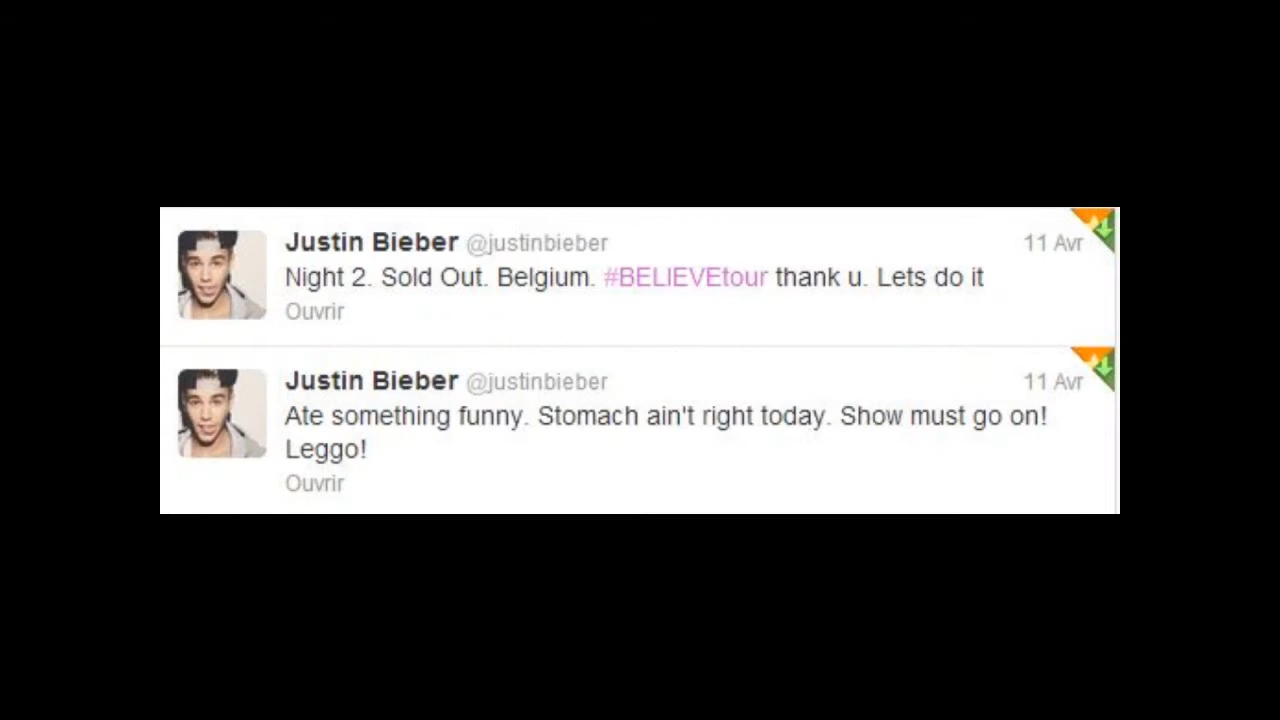 Justin Bieber @justinbieber 11 Avr
Night 2. Sold Out. Belgium. #BELIEVEtour thank u. Lets do it
Ouvrir
Justin Bieber @justinbieber 11 Avr
Ate something funny. Stomach ain't right today. Show must go on!
Leggo!
Ouvrir